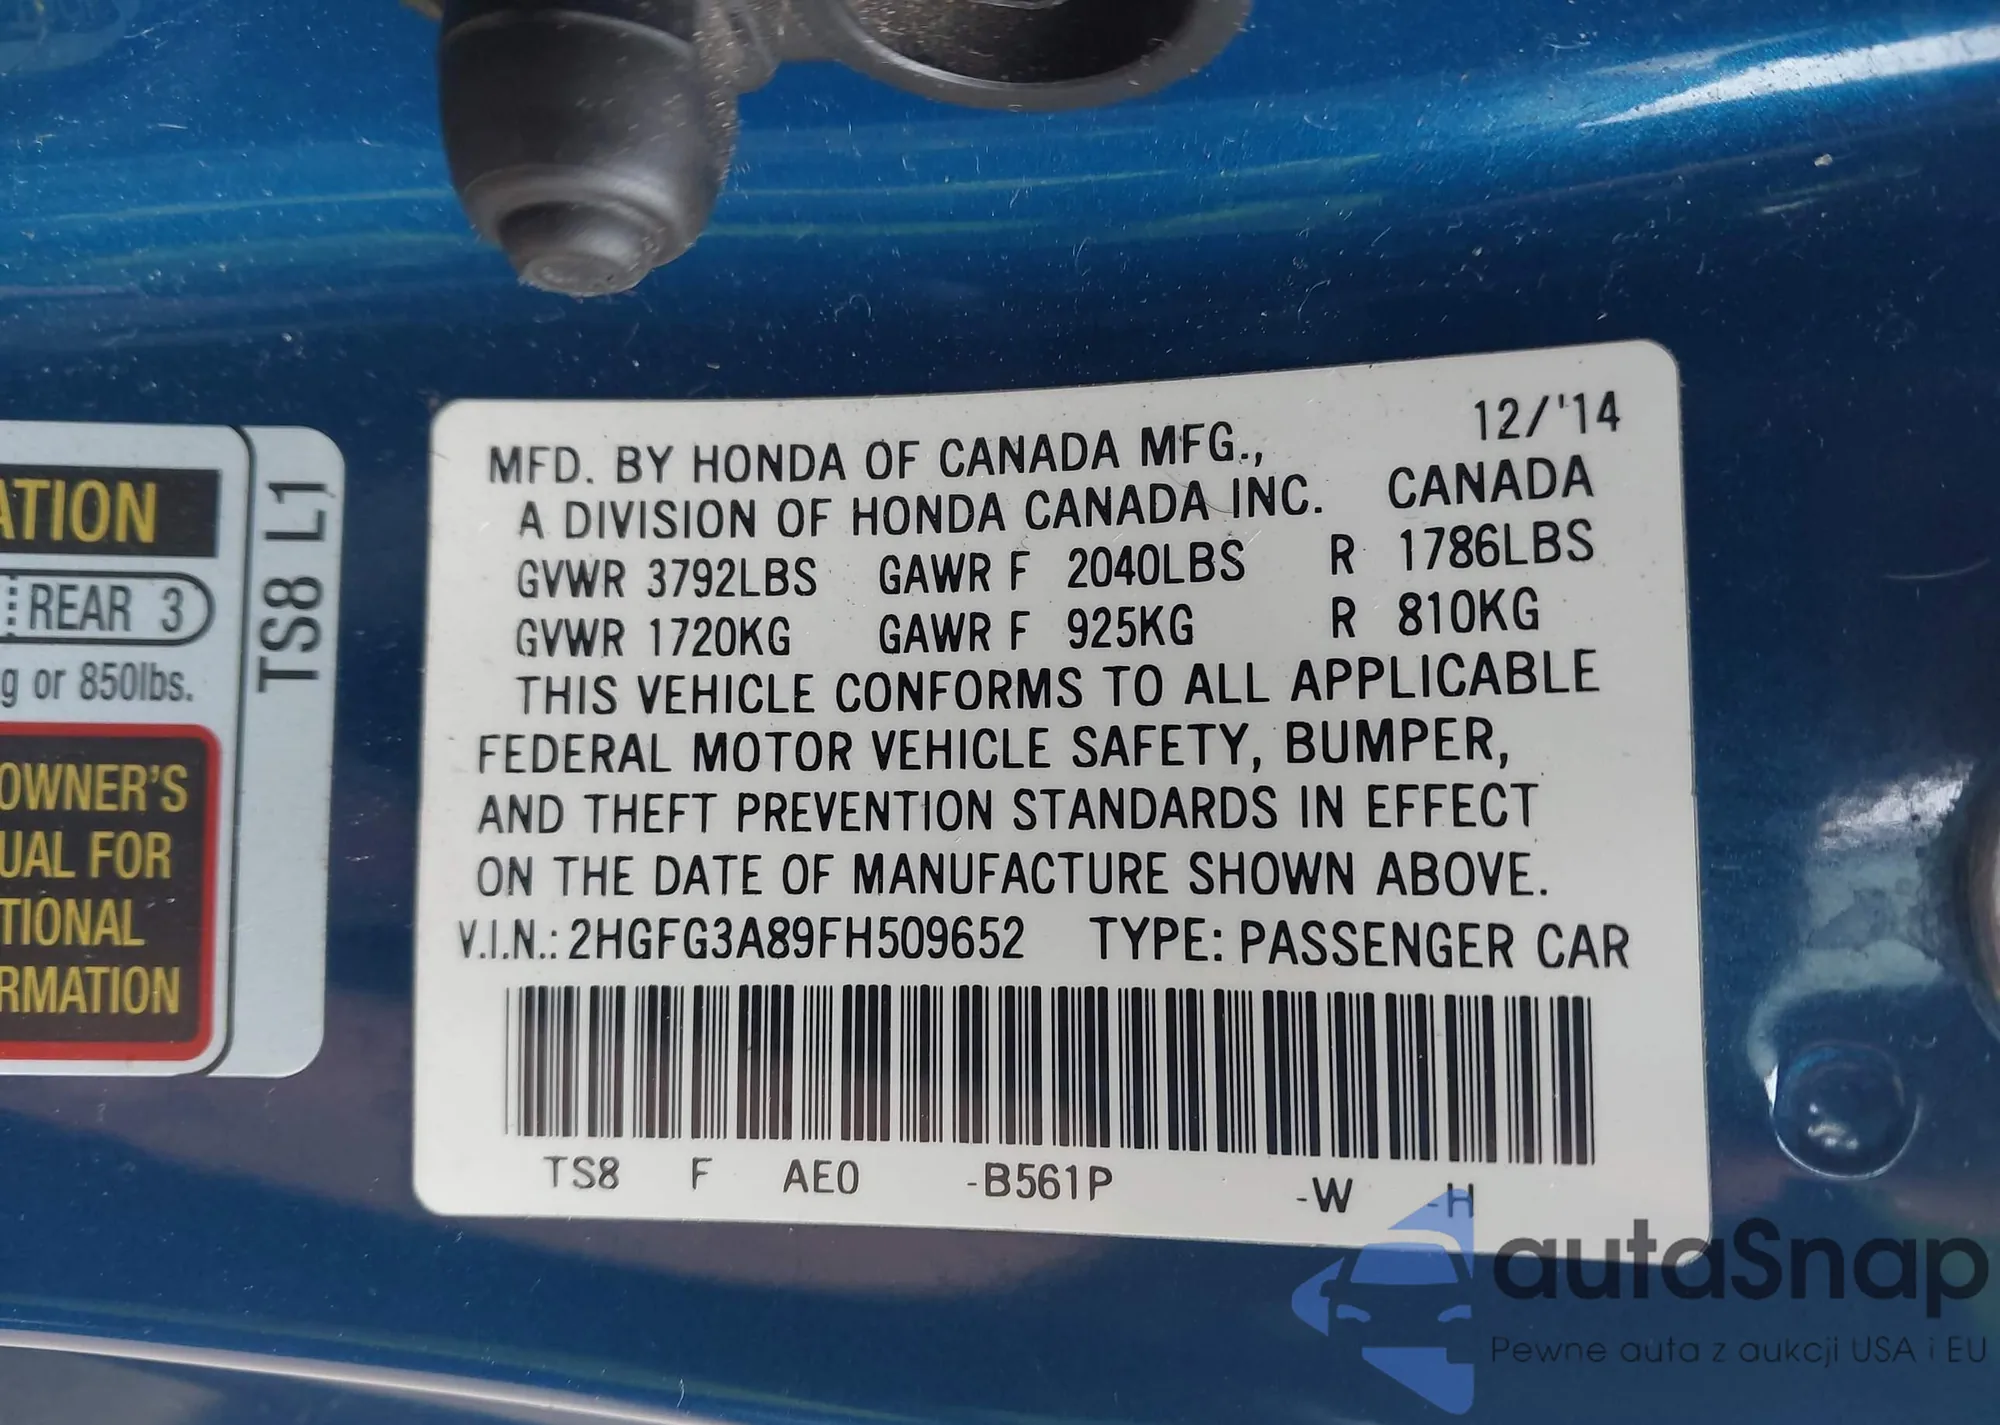 12/'14
MFD. BY HONDA OF CANADA MFG.,
A DIVISION OF HONDA CANADA INC. CANADA
GVWR 3792LBS GAWR F 2040LBS R 1786LBS
GVWR 1720KG GAWR F 925KG R 810KG
THIS VEHICLE CONFORMS TO ALL APPLICABLE
FEDERAL MOTOR VEHICLE SAFETY, BUMPER,
AND THEFT PREVENTION STANDARDS IN EFFECT
ON THE DATE OF MANUFACTURE SHOWN ABOVE.
V.I.N.: 2HGFG3A89FH509652 TYPE: PASSENGER CAR
TS8 F AE0 -B561P -W -H
ATION
REAR 3
g or 850lbs.
OWNER'S
UAL FOR
TIONAL
RMATION
TS8 L1
autaSnap
Pewne auta z aukcji USA i EU